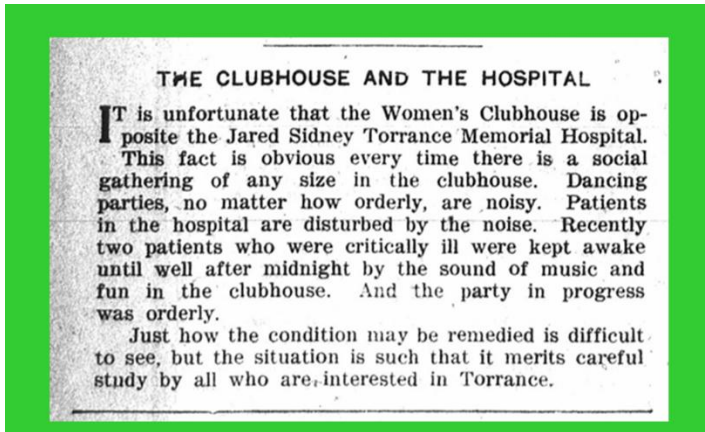 THE CLUBHOUSE AND THE HOSPITAL
IT is unfortunate that the Women's Clubhouse is op-
posite the Jared Sidney Torrance Memorial Hospital.
This fact is obvious every time there is a social
gathering of any size in the clubhouse. Dancing
parties, no matter how orderly, are noisy. Patients
in the hospital are disturbed by the noise. Recently
two patients who were critically ill were kept awake
until well after midnight by the sound of music and
fun in the clubhouse. And the party in progress
was orderly.
Just how the condition may be remedied is difficult
to see, but the situation is such that it merits careful
study by all who are interested in Torrance.